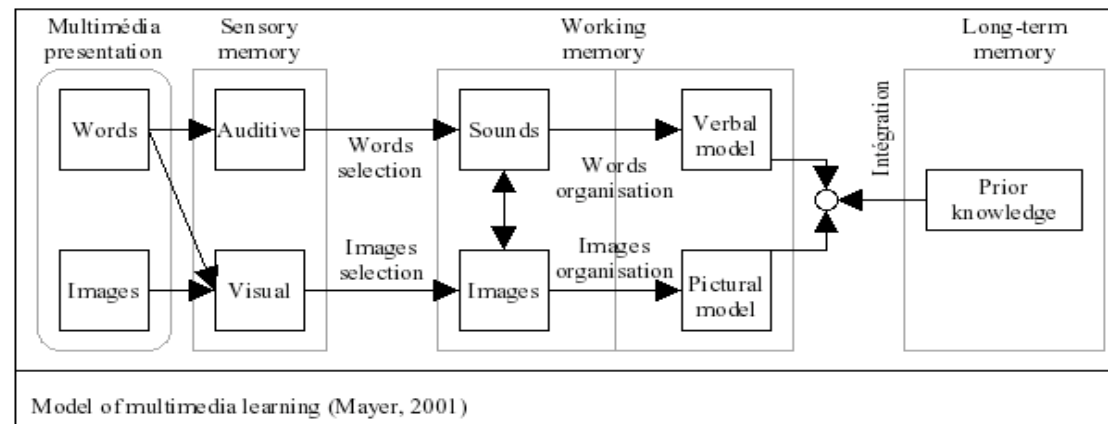 Multimédia
presentation
Sensory
memory
Working
memory
Long-term
memory
Words
Auditive
Words
selection
Sounds
Words
organisation
Verbal
model
Intégration
Prior
knowledge
Images
Visual
Images
selection
Images
Images
organisation
Pictural
model
Model of multimedia learning (Mayer, 2001)